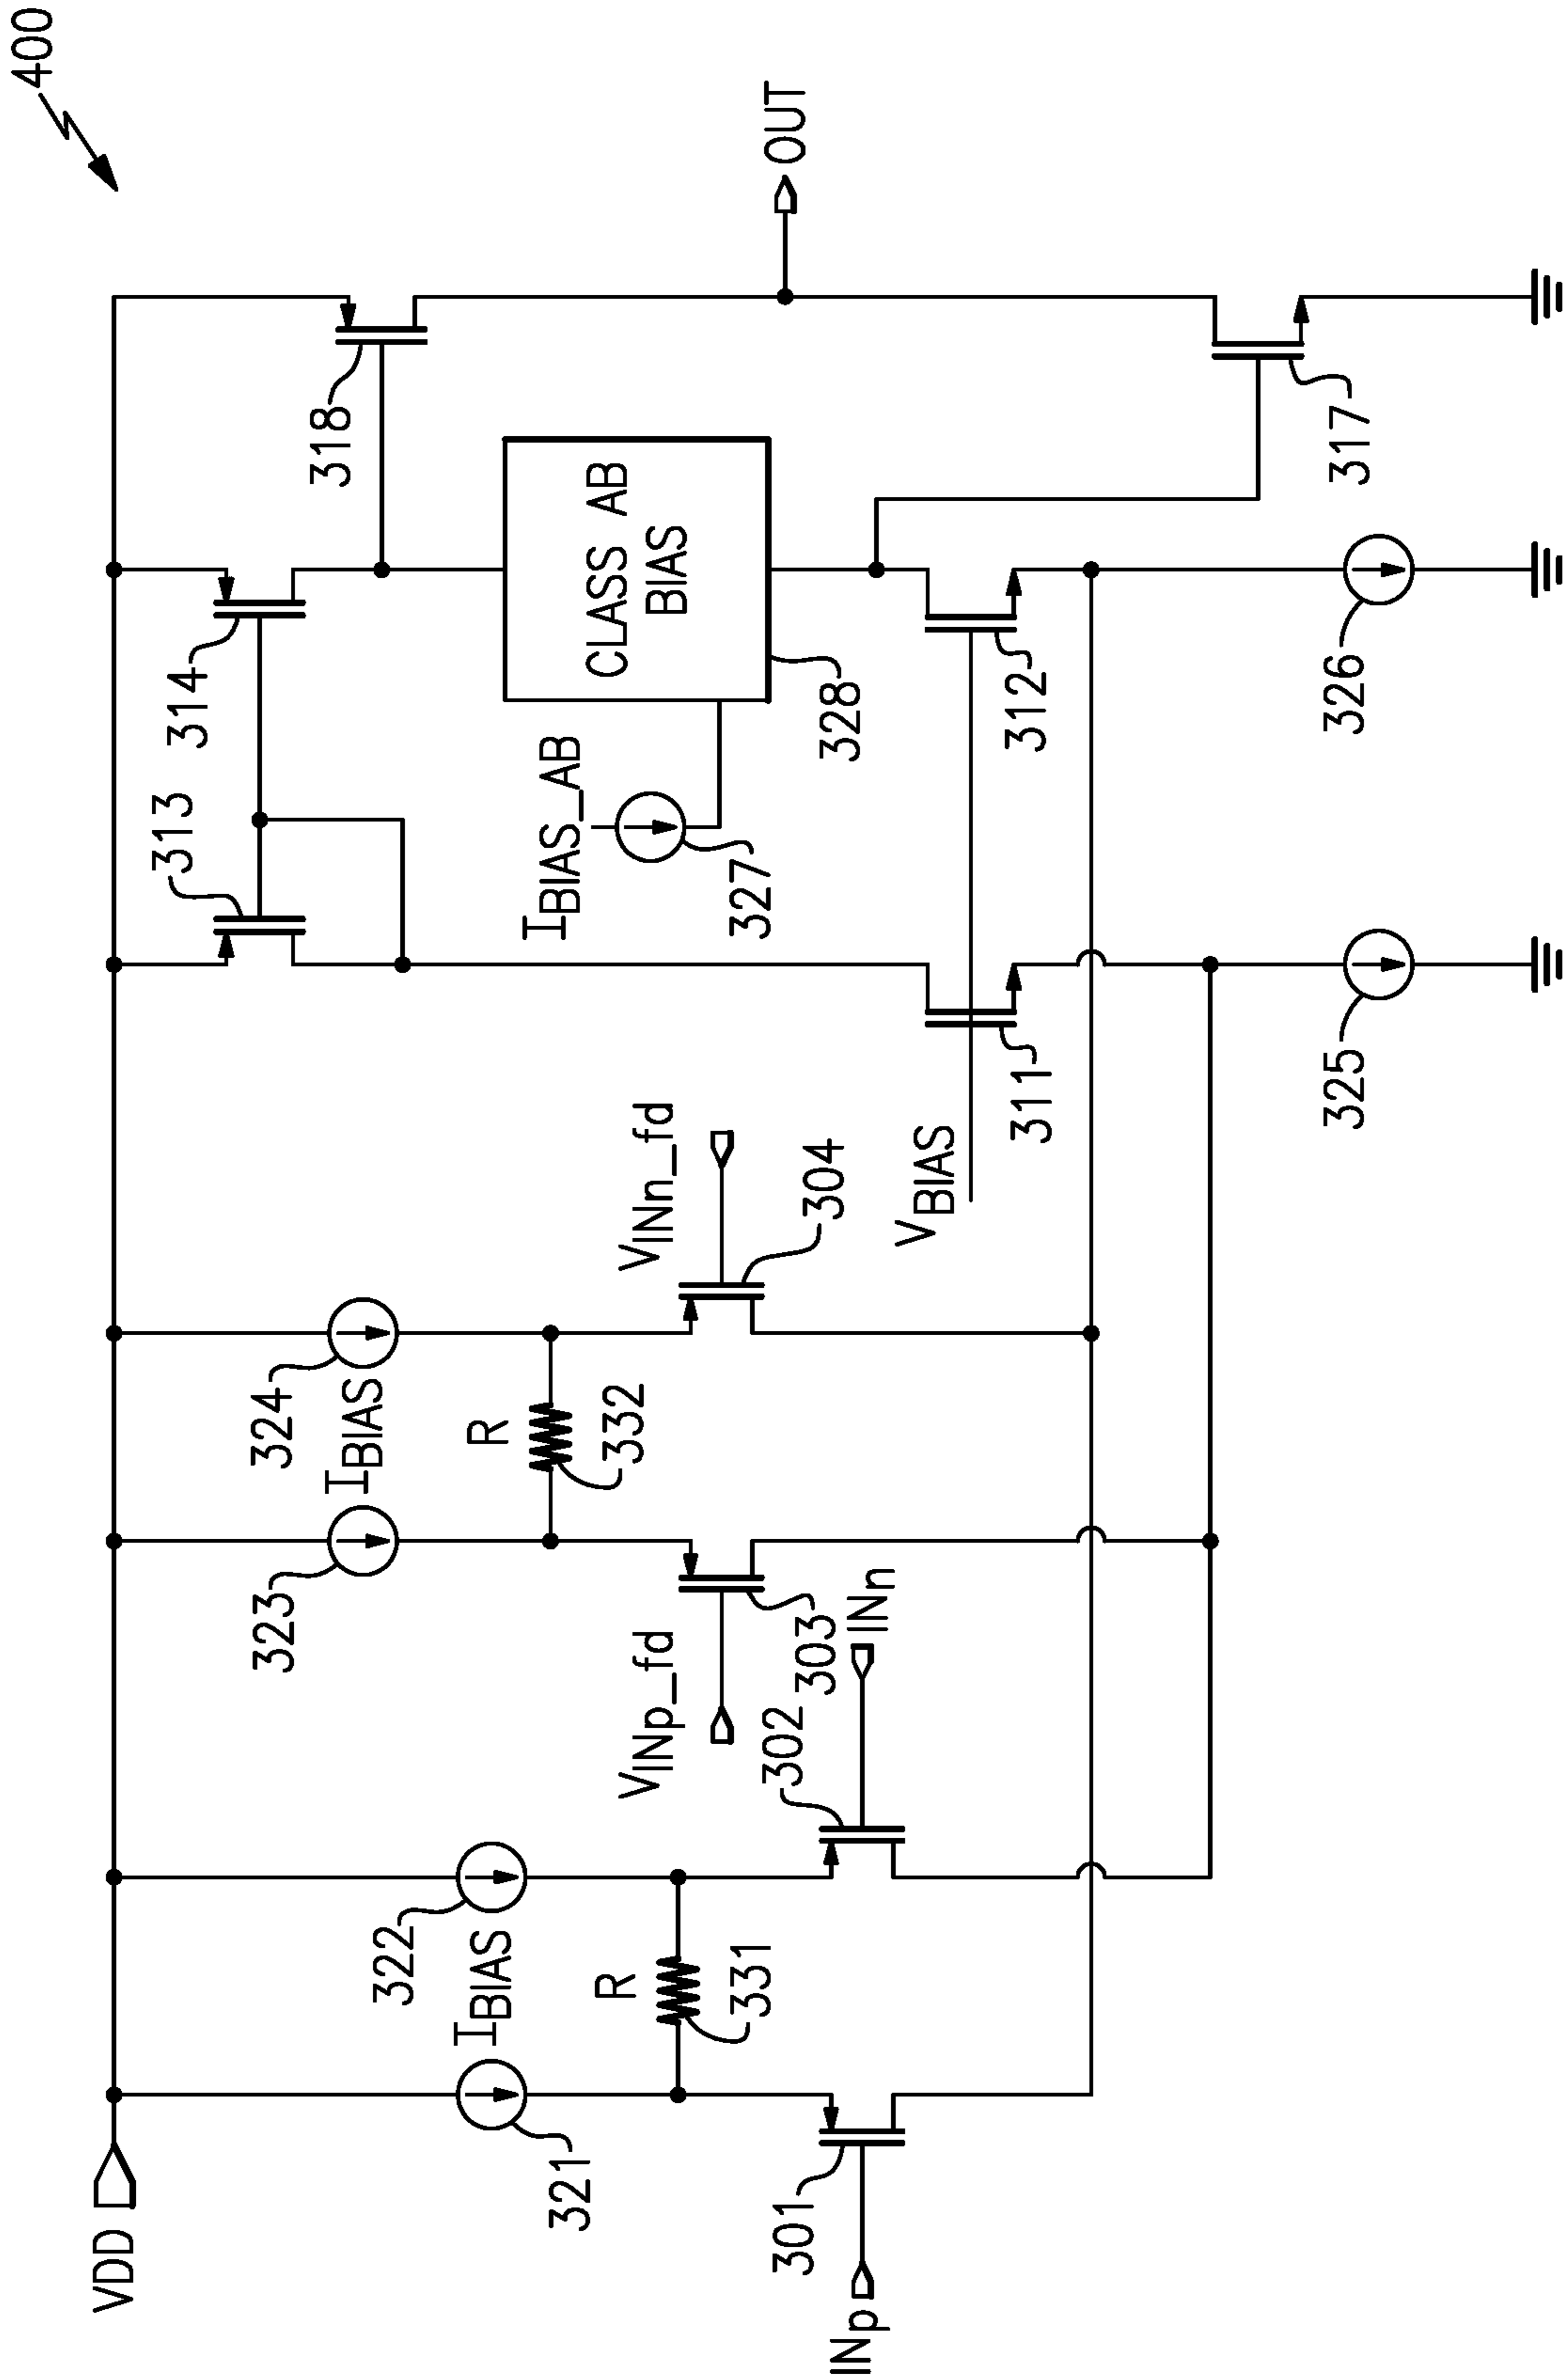 400
VDD
313
314
318
324
IBIAS
323
322
IBIAS
321
R
332
R
331
IBIAS_AB
327
CLASS AB
BIAS
328
OUT
VINn_fd
304
VINp_fd
303
302
INn
301
INp
VBIAS
311
312
317
325
326